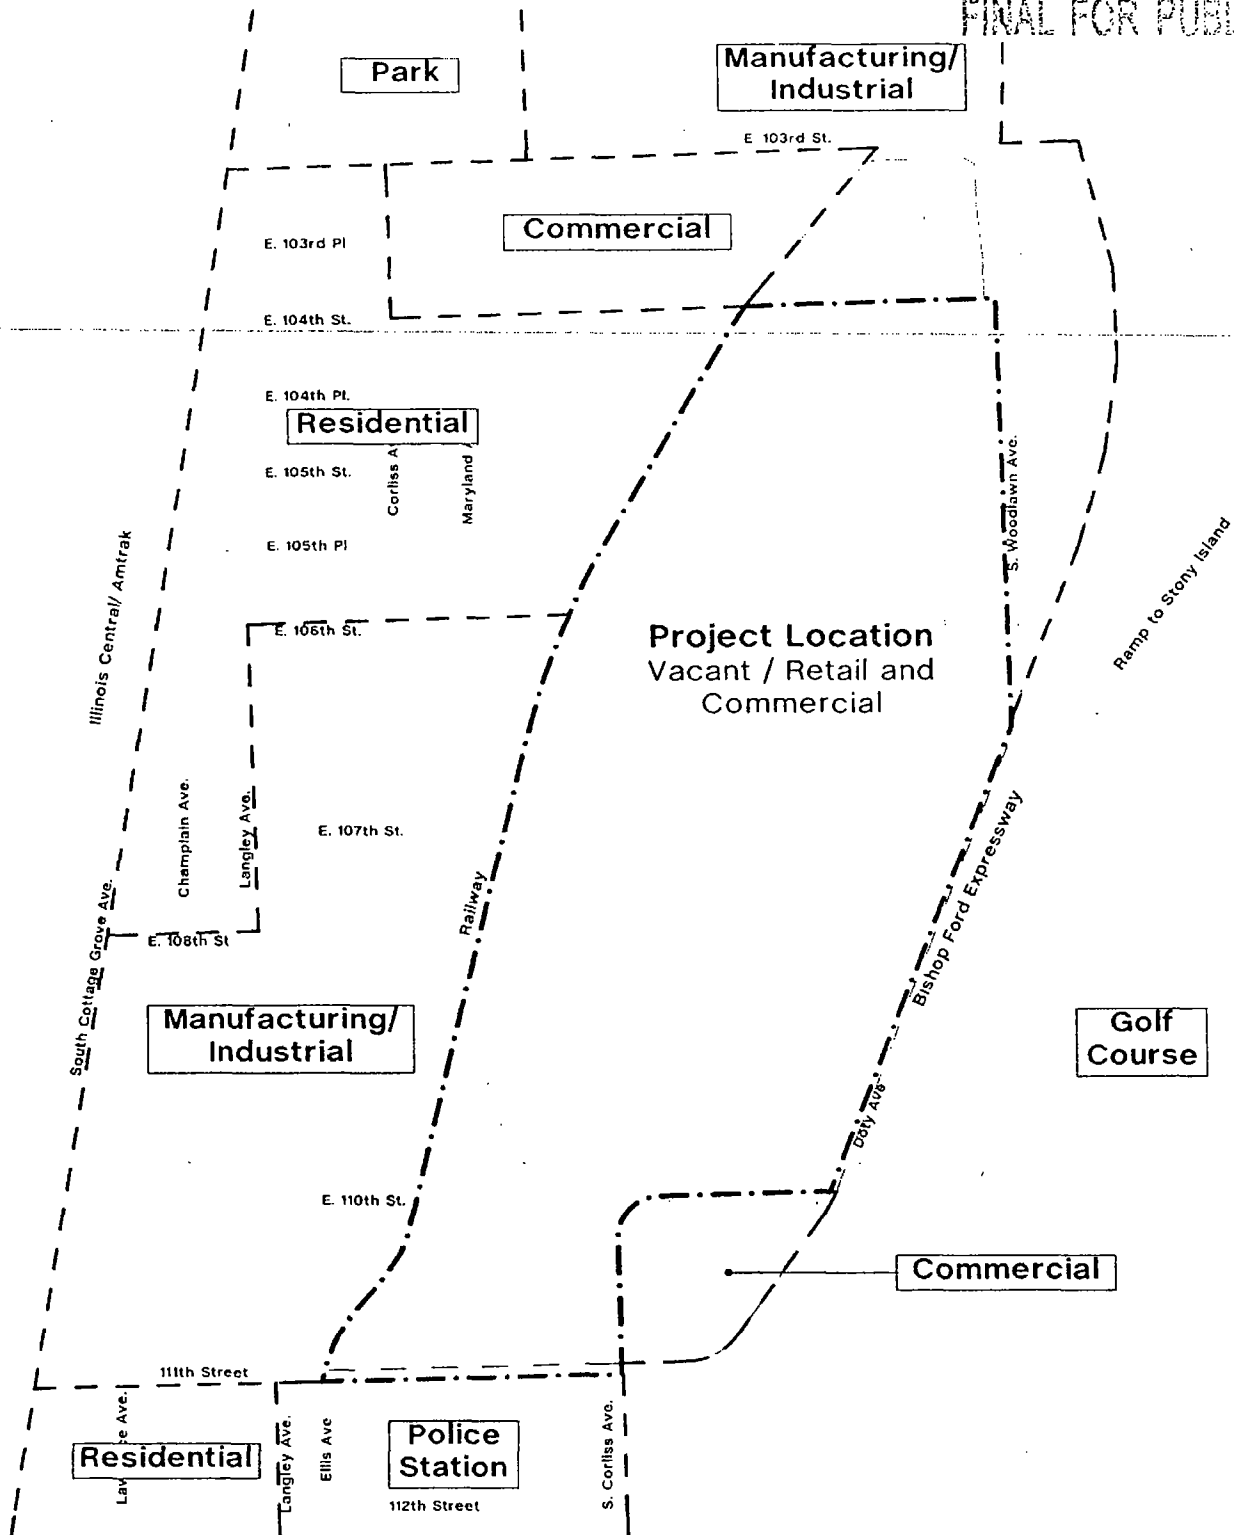 FINAL FOR PUBL
Park
Manufacturing/
Industrial
E 103rd St.
Commercial
E. 103rd Pl
E. 104th St.
E. 104th Pl.
Residential
E. 105th St.
Corliss A
Maryland
E. 105th Pl
S. Woodlawn Ave.
Ramp to Stony Island
Illinois Central/ Amtrak
E. 106th St.
Project Location
Vacant / Retail and
Commercial
Champlain Ave.
Langley Ave.
E. 107th St.
Railway
Bishop Ford Expressway
South Cottage Grove Ave.
E. 108th St
Manufacturing/
Industrial
Golf
Course
Doty Ave
E. 110th St.
Commercial
111th Street
Ave.
Residential
Langley Ave.
Ellis Ave
Police
Station
S. Corliss Ave.
112th Street